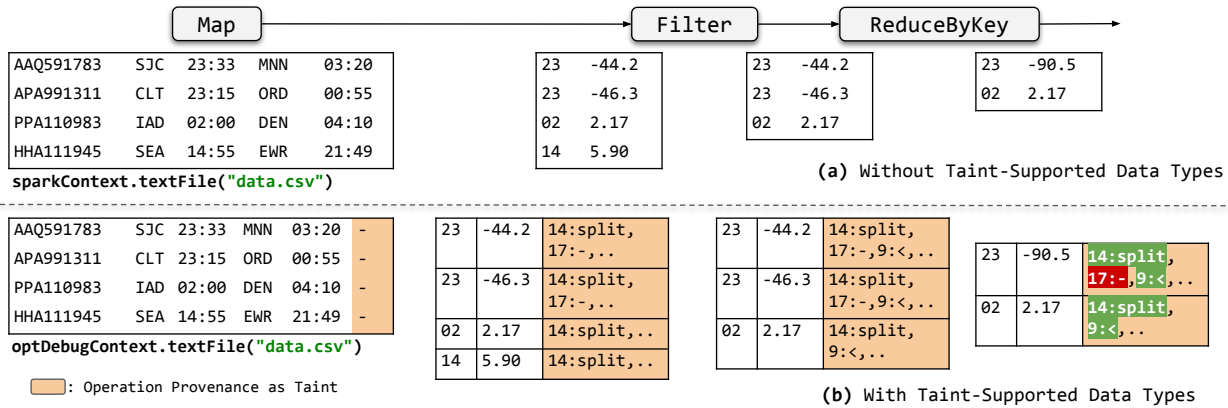 Map Filter ReduceByKey
AAQ591783 SJC 23:33 MNN 03:20
APA991311 CLT 23:15 ORD 00:55
PPA110983 IAD 02:00 DEN 04:10
HHA111945 SEA 14:55 EWR 21:49
sparkContext.textFile("data.csv")
23 -44.2
23 -46.3
02 2.17
14 5.90
23 -44.2
23 -46.3
02 2.17
23 -90.5
02 2.17
(a) Without Taint-Supported Data Types
AAQ591783 SJC 23:33 MNN 03:20 -
APA991311 CLT 23:15 ORD 00:55 -
PPA110983 IAD 02:00 DEN 04:10 -
HHA111945 SEA 14:55 EWR 21:49 -
optDebugContext.textFile("data.csv")
: Operation Provenance as Taint
23 -44.2 14:split,
17:-,..
23 -46.3 14:split,
17:-,..
02 2.17 14:split,..
14 5.90 14:split,..
23 -44.2 14:split,
17:-,9:<,..
23 -46.3 14:split,
17:-,9:<,..
02 2.17 14:split,
9:<,..
23 -90.5 14:split,
17:-,9:<,..
02 2.17 14:split,
9:<,..
(b) With Taint-Supported Data Types